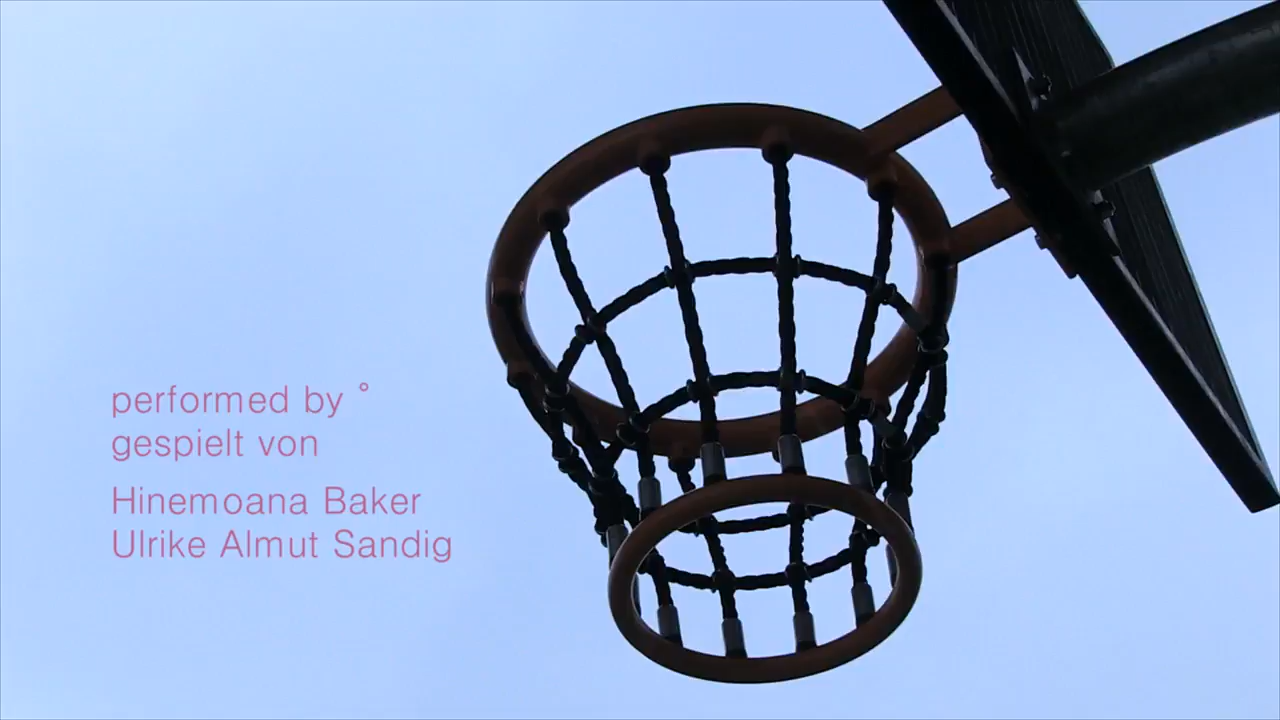 performed by °
gespielt von
Hinemoana Baker
Ulrike Almut Sandig